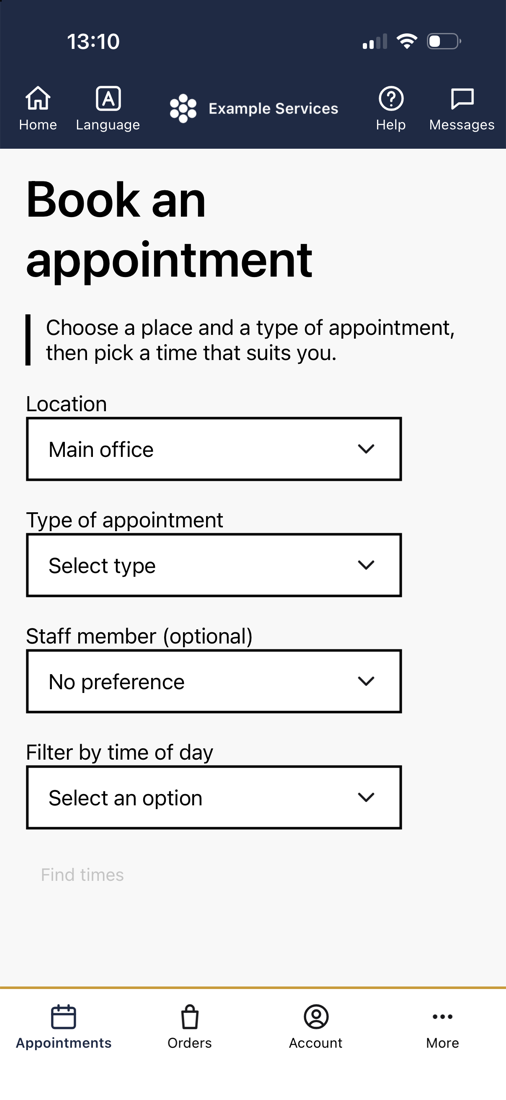 13:10
Home
Language
Example Services
Help
Messages
Book an
appointment
Choose a place and a type of appointment,
then pick a time that suits you.
Location
Main office
Type of appointment
Select type
Staff member (optional)
No preference
Filter by time of day
Select an option
Find times
Appointments
Orders
Account
More